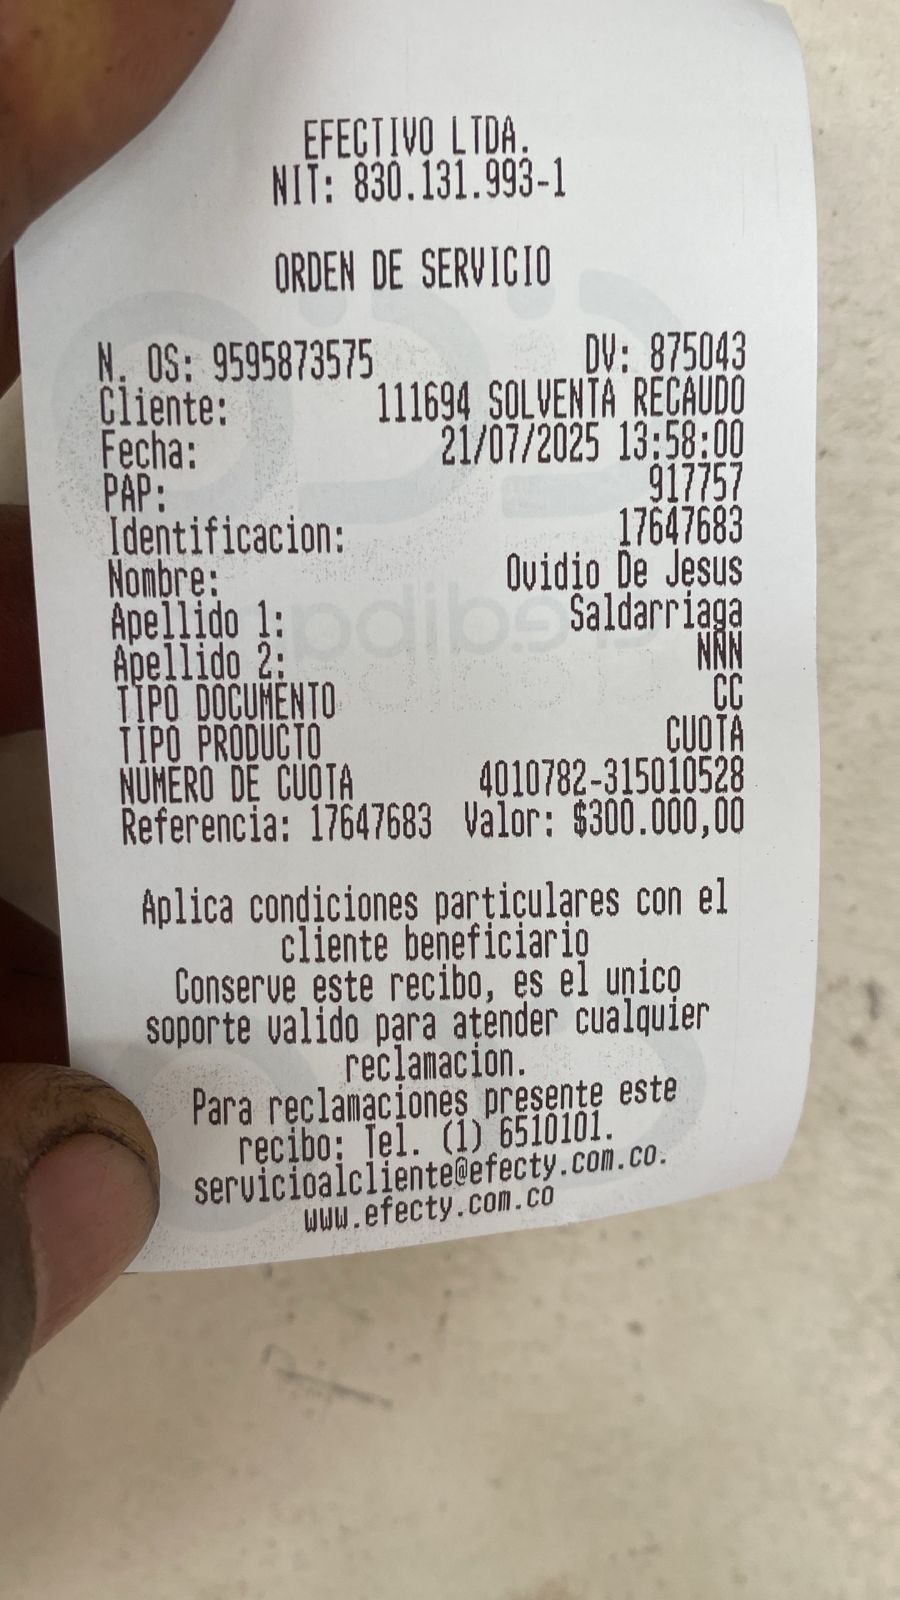 EFECTIVO LTDA.
NIT: 830.131.993-1
ORDEN DE SERVICIO
N. OS: 9595873575 DV: 875043
Cliente: 111694 SOLVENTA RECAUDO
Fecha: 21/07/2025 13:58:00
PAP: 917757
Identificacion: 17647683
Nombre: Ovidio De Jesus
Apellido 1: Saldarriaga
Apellido 2: NNN
TIPO DOCUMENTO CC
TIPO PRODUCTO CUOTA
NUMERO DE CUOTA 4010782-315010528
Referencia: 17647683 Valor: $300.000,00
Aplica condiciones particulares con el
cliente beneficiario
Conserve este recibo, es el unico
soporte valido para atender cualquier
reclamacion.
Para reclamaciones presente este
recibo: Tel. (1) 6510101.
servicioalcliente@efecty.com.co.
www.efecty.com.co